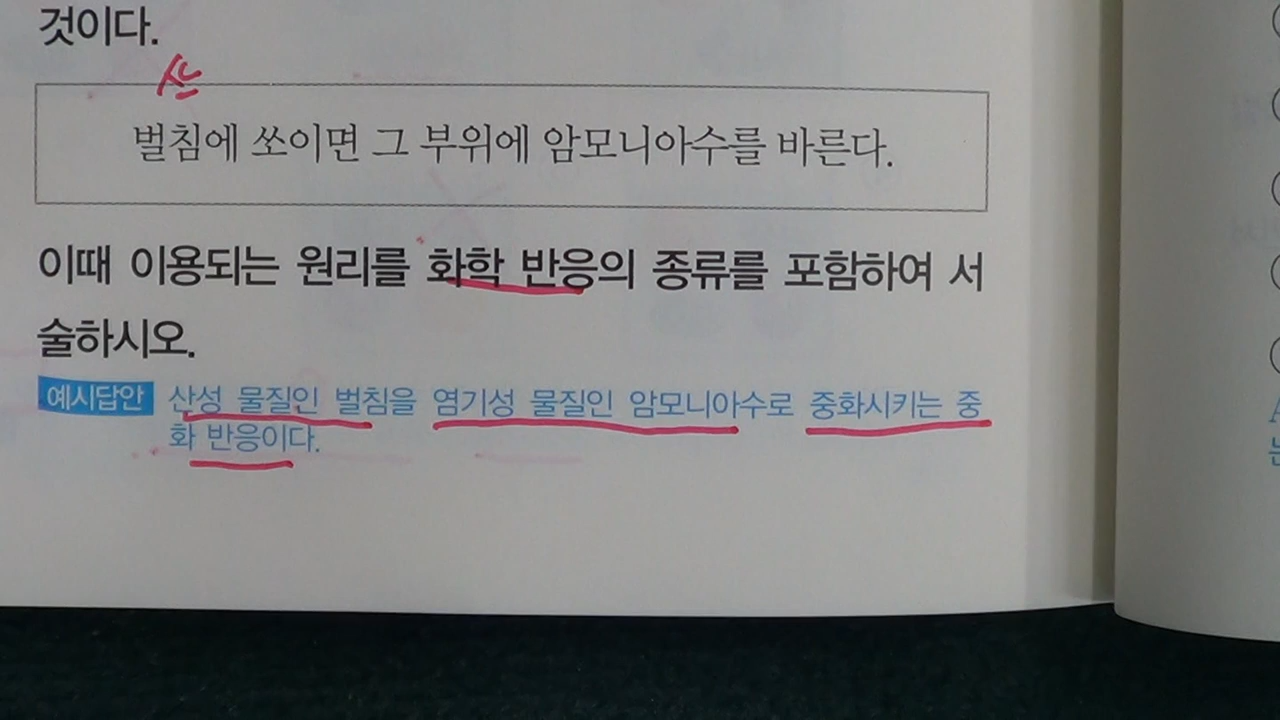 것이다.
산
벌침에 쏘이면 그 부위에 암모니아수를 바른다.
이때 이용되는 원리를 화학 반응의 종류를 포함하여 서
술하시오.
예시답안 산성 물질인 벌침을 염기성 물질인 암모니아수로 중화시키는 중
화 반응이다.